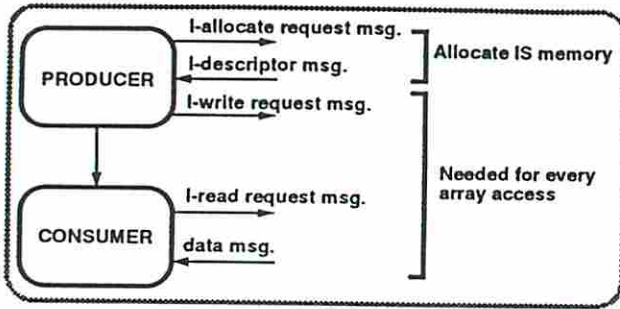 I-allocate request msg.
Allocate IS memory
I-descriptor msg.
PRODUCER
I-write request msg.
Needed for every
array access
I-read request msg.
CONSUMER
data msg.